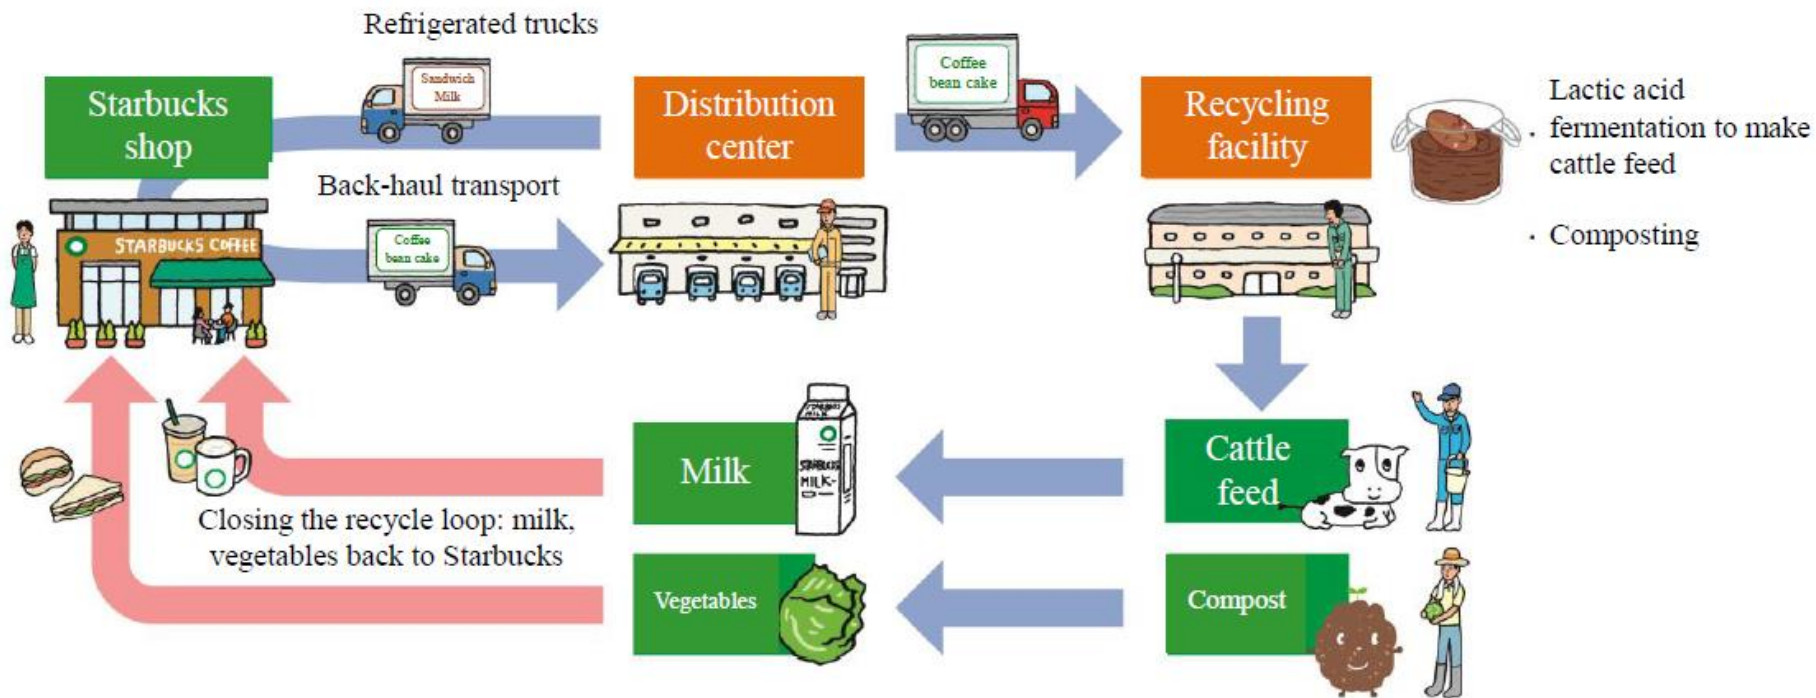 Refrigerated trucks
Starbucks
shop
Sandwich
Milk
Distribution
center
Coffee
bean cake
Recycling
facility
Lactic acid
· fermentation to make
cattle feed
· Composting
Back-haul transport
Coffee
bean cake
STARBUCKS COFFEE
Milk
STARBUCKS
MILK
Cattle
feed
Closing the recycle loop: milk,
vegetables back to Starbucks
Vegetables
Compost